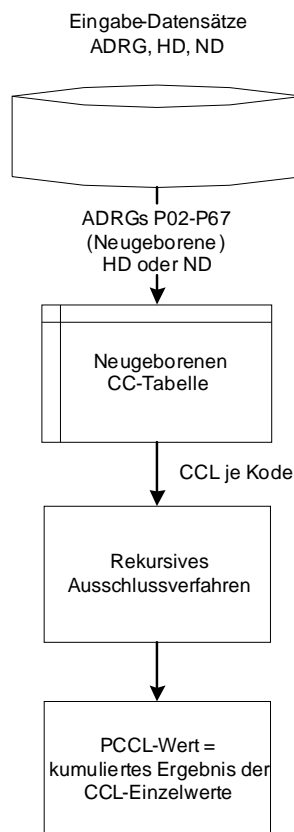 Eingabe-Datensätze
ADRG, HD, ND
ADRGs P02-P67
(Neugeborene)
HD oder ND
Neugeborenen
CC-Tabelle
CCL je Kode
Rekursives
Ausschlussverfahren
PCCL-Wert =
kumuliertes Ergebnis der
CCL-Einzelwerte